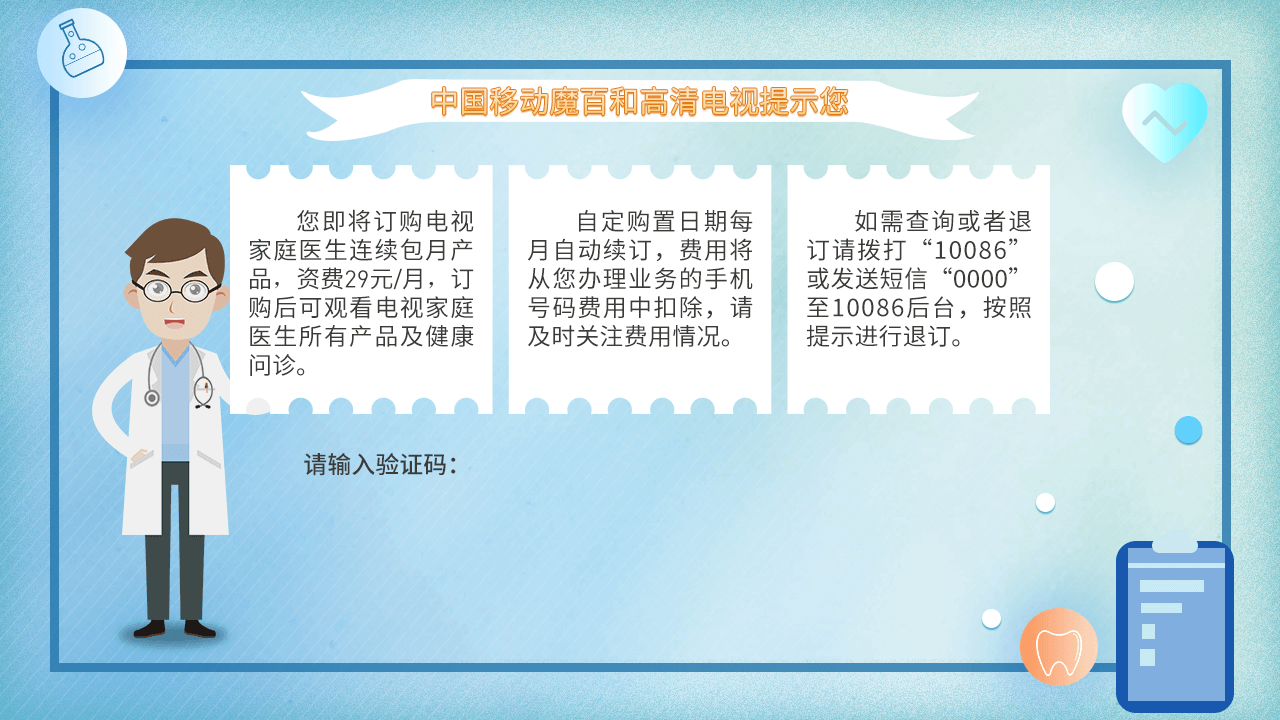 中国移动魔百和高清电视提示您
您即将订购电视
家庭医生连续包月产
品，资费29元/月，订
购后可观看电视家庭
医生所有产品及健康
问诊。
自定购置日期每
月自动续订，费用将
从您办理业务的手机
号码费用中扣除，请
及时关注费用情况。
如需查询或者退
订请拨打“10086”
或发送短信“0000”
至10086后台，按照
提示进行退订。
请输入验证码：